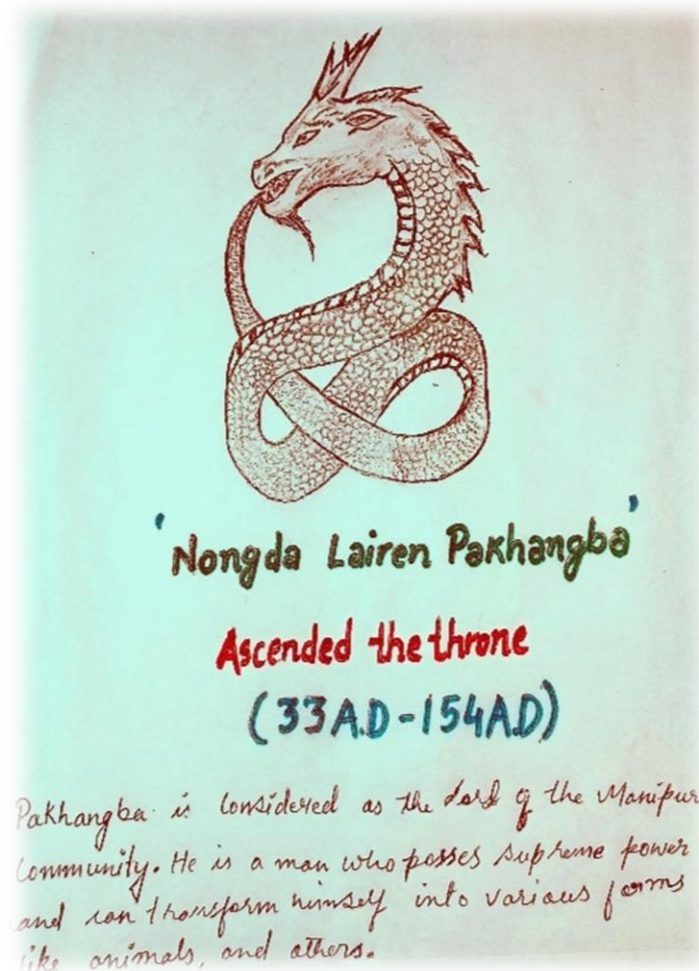 'Nongda Lairen Pakhangba'
Ascended the throne
(33A.D-154A.D)
Pakhangba is Considered as the Lord of the Manipur
Community. He is a man who posses supreme power
and can transform himself into various forms
like animals, and others.